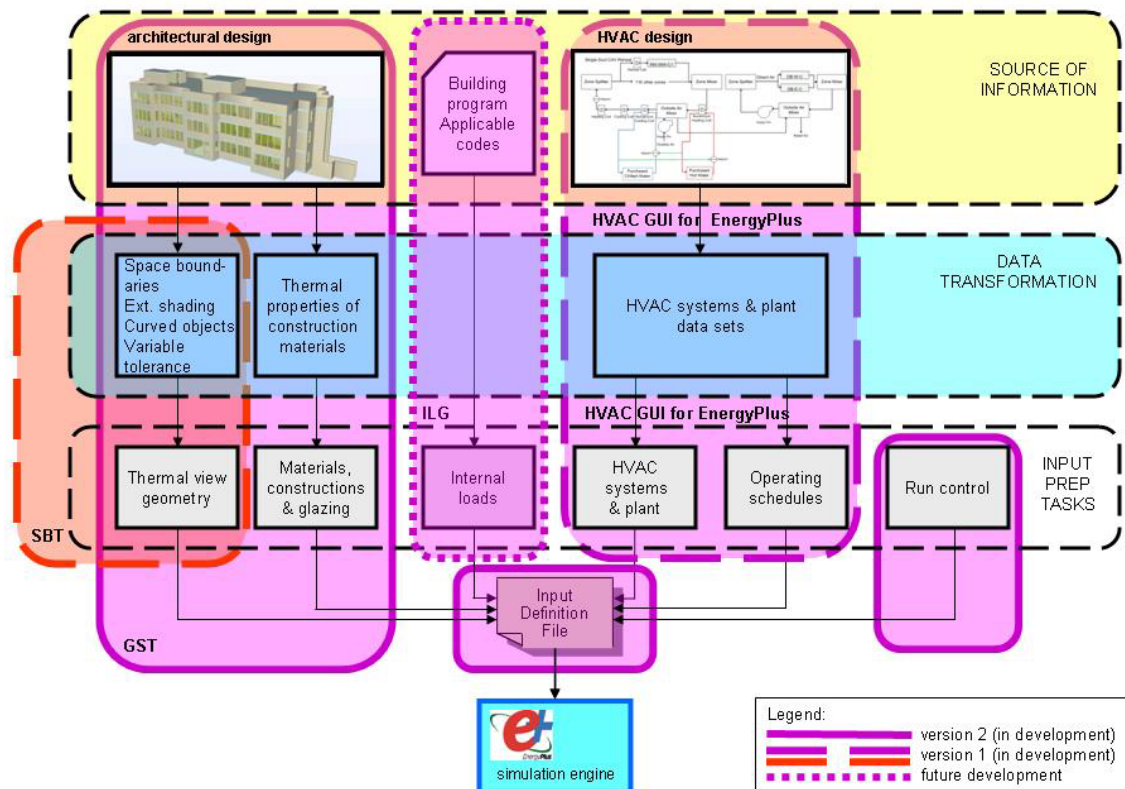 architectural design
HVAC design
SOURCE OF
INFORMATION
Building
program
Applicable
codes
HVAC GUI for EnergyPlus
DATA
TRANSFORMATION
Space bound-
aries
Ext. shading
Curved objects
Variable
tolerance
Thermal
properties of
construction
materials
HVAC systems & plant
data sets
ILG
HVAC GUI for EnergyPlus
INPUT
PREP
TASKS
Thermal view
geometry
Materials,
constructions
& glazing
Internal
loads
HVAC
systems
& plant
Operating
schedules
Run control
SBT
Input
Definition
File
GST
e+
EnergyPlus
simulation engine
Legend:
version 2 (in development)
version 1 (in development)
future development